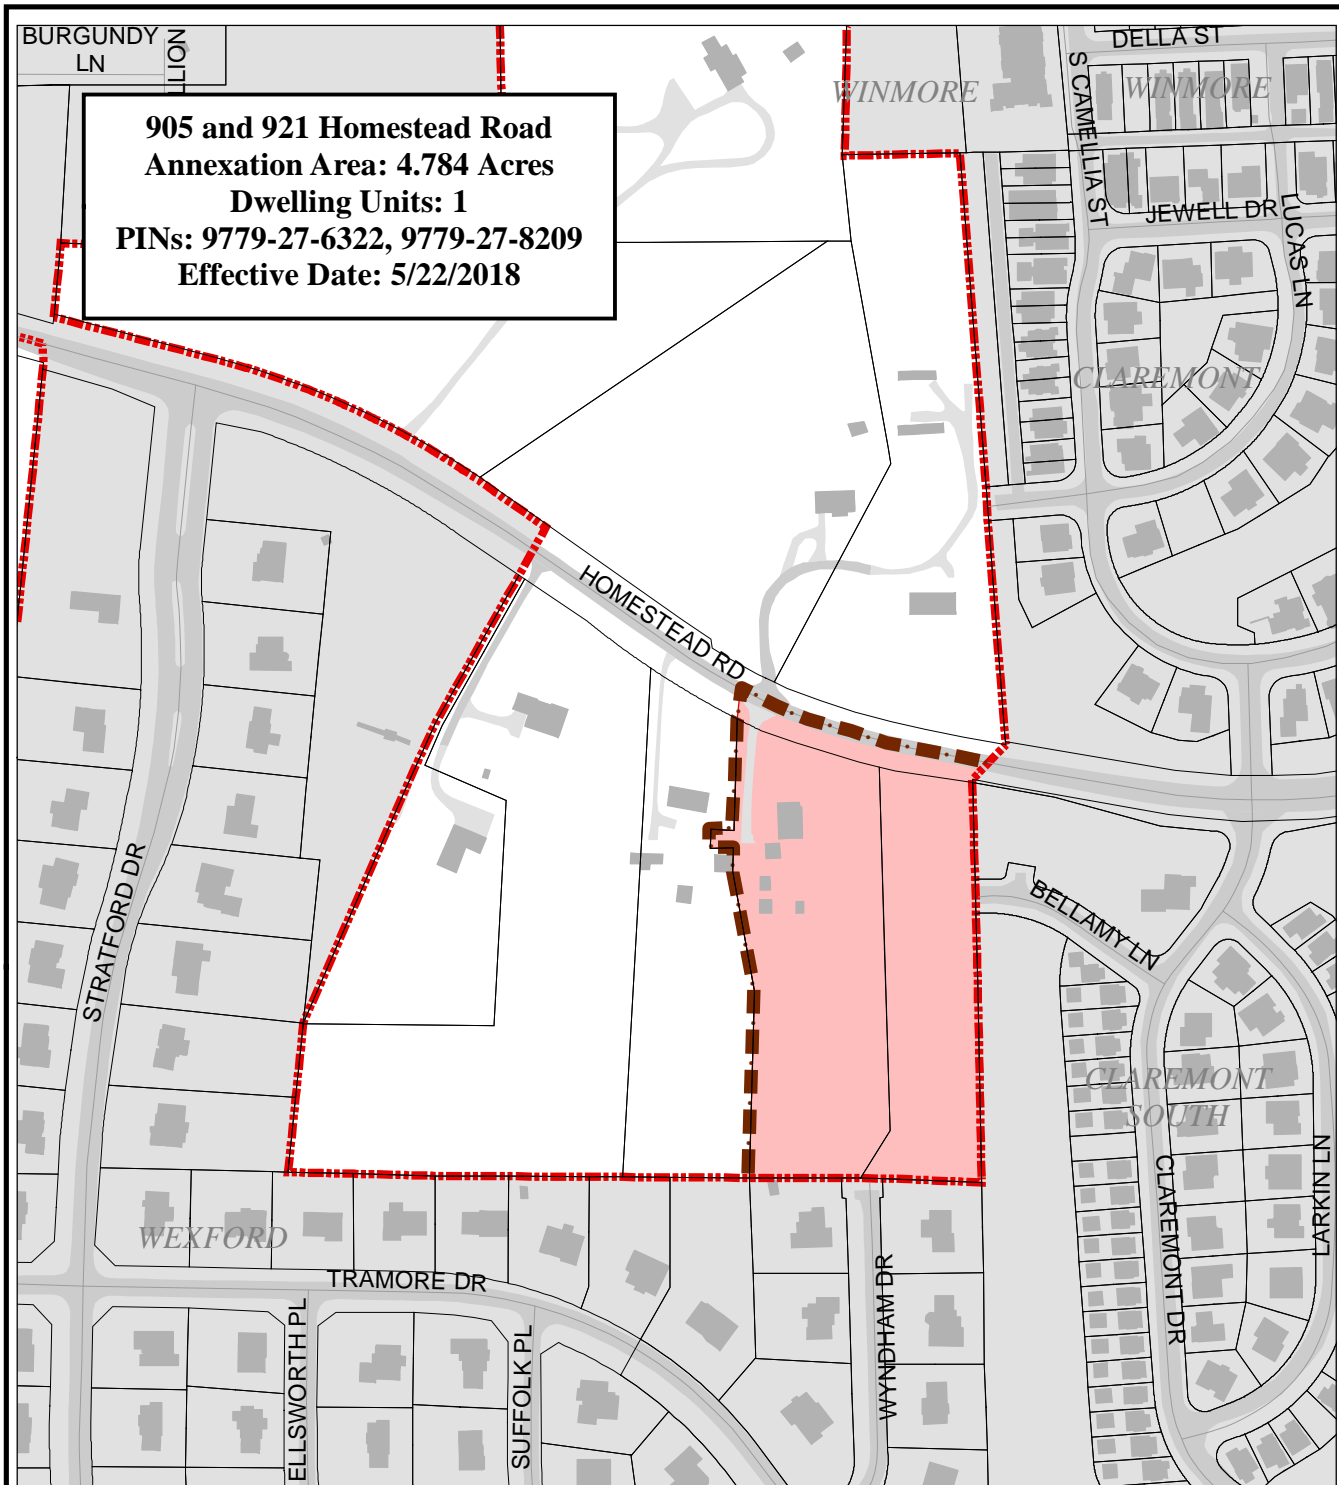 BURGUNDY
LN
LLION
905 and 921 Homestead Road
Annexation Area: 4.784 Acres
Dwelling Units: 1
PINs: 9779-27-6322, 9779-27-8209
Effective Date: 5/22/2018
WINMORE
DELLA ST
WINMORE
S CAMELLIA ST
JEWELL DR
LUCAS LN
CLAREMONT
HOMESTEAD RD
STRATFORD DR
BELLAMY LN
CLAREMONT
SOUTH
CLAREMONT DR
LARKIN LN
WEXFORD
TRAMORE DR
WYNDHAM DR
ELLSWORTH PL
SUFFOLK PL